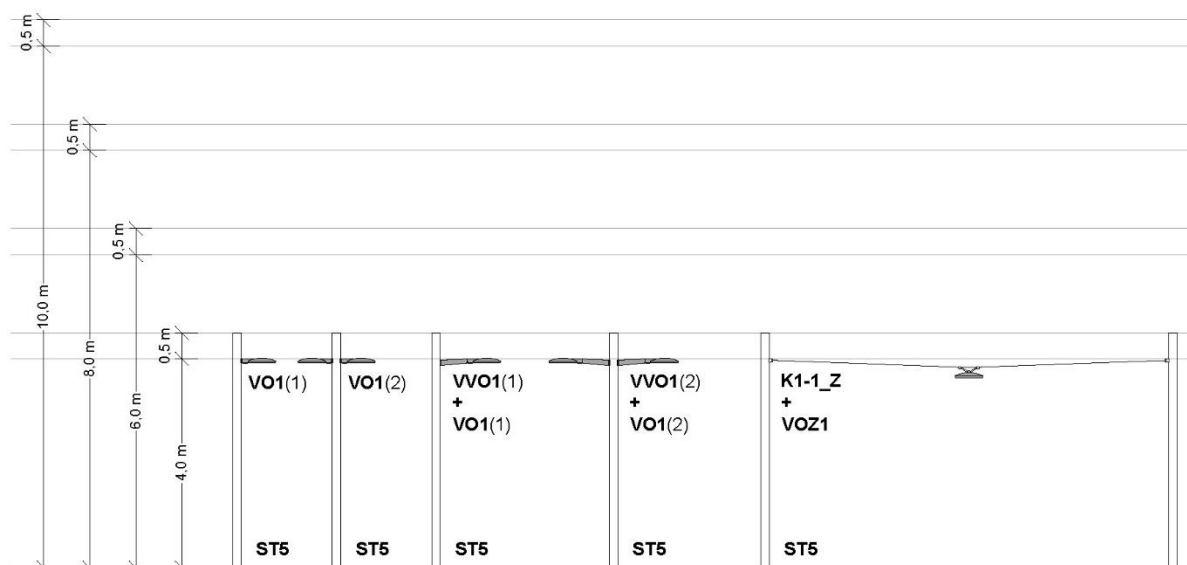 0,5 m
0,5 m
0,5 m
10,0 m
8,0 m
6,0 m
0,5 m
4,0 m
VO1(1)
VO1(2)
VVO1(1)
+
VO1(1)
VVO1(2)
+
VO1(2)
K1-1_Z
+
VOZ1
ST5
ST5
ST5
ST5
ST5